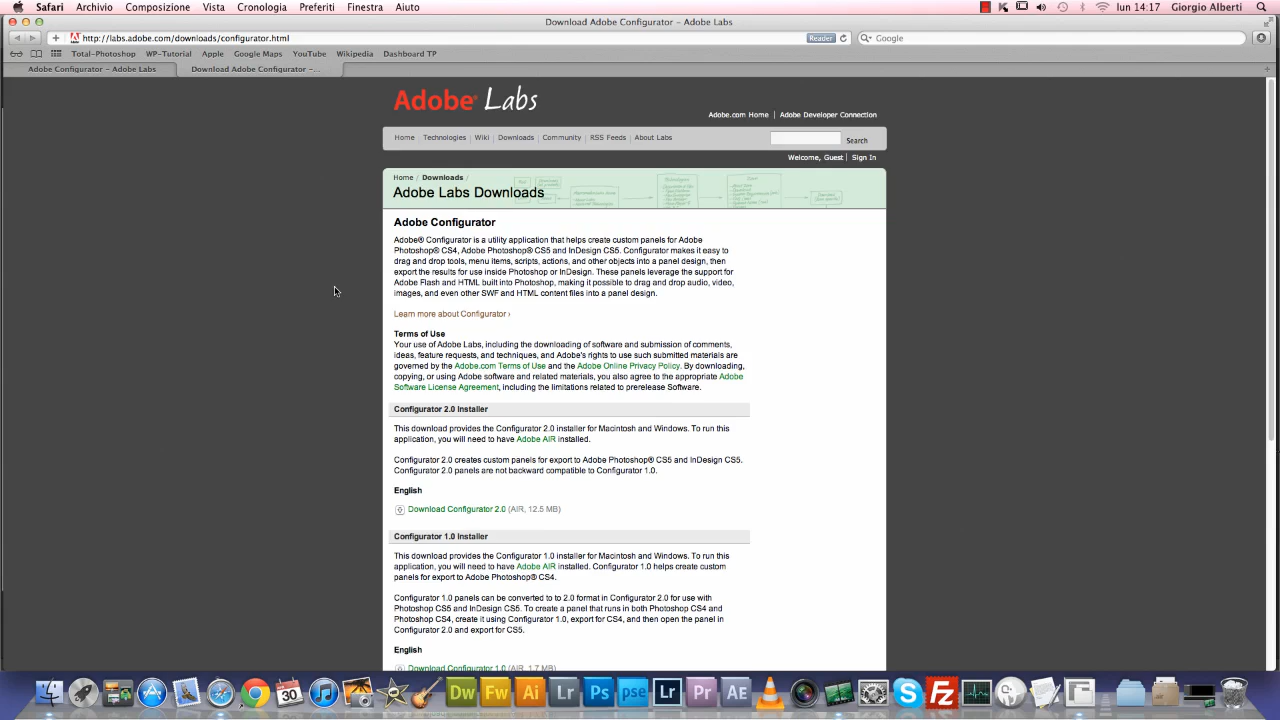 Safari Archivio Composizione Vista Cronologia Preferiti Finestra Aiuto lun 14:17 Giorgio Alberti
Download Adobe Configurator – Adobe Labs
http://labs.adobe.com/downloads/configurator.html Reader Google
Total-Photoshop WP-Tutorial Apple Google Maps YouTube Wikipedia Dashboard TP
Adobe Configurator – Adobe Labs Download Adobe Configurator –...
Adobe Labs
Adobe.com Home | Adobe Developer Connection
Home Technologies Wiki Downloads Community RSS Feeds About Labs Search
Welcome, Guest | Sign In
Home / Downloads /
Adobe Labs Downloads
Adobe Configurator
Adobe® Configurator is a utility application that helps create custom panels for Adobe
Photoshop® CS4, Adobe Photoshop® CS5 and InDesign CS5. Configurator makes it easy to
drag and drop tools, menu items, scripts, actions, and other objects into a panel design, then
export the results for use inside Photoshop or InDesign. These panels leverage the support for
Adobe Flash and HTML built into Photoshop, making it possible to drag and drop audio, video,
images, and even other SWF and HTML content files into a panel design.
Learn more about Configurator ›
Terms of Use
Your use of Adobe Labs, including the downloading of software and submission of comments,
ideas, feature requests, and techniques, and Adobe's rights to use such submitted materials are
governed by the Adobe.com Terms of Use and the Adobe Online Privacy Policy. By downloading,
copying, or using Adobe software and related materials, you also agree to the appropriate Adobe
Software License Agreement, including the limitations related to prerelease Software.
Configurator 2.0 Installer
This download provides the Configurator 2.0 installer for Macintosh and Windows. To run this
application, you will need to have Adobe AIR installed.
Configurator 2.0 creates custom panels for export to Adobe Photoshop® CS5 and InDesign CS5.
Configurator 2.0 panels are not backward compatible to Configurator 1.0.
English
Download Configurator 2.0 (AIR, 12.5 MB)
Configurator 1.0 Installer
This download provides the Configurator 1.0 installer for Macintosh and Windows. To run this
application, you will need to have Adobe AIR installed. Configurator 1.0 helps create custom
panels for export to Adobe Photoshop® CS4.
Configurator 1.0 panels can be converted to to 2.0 format in Configurator 2.0 for use with
Photoshop CS5 and InDesign CS5. To create a panel that runs in both Photoshop CS4 and
Photoshop CS4, create it using Configurator 1.0, export for CS4, and then open the panel in
Configurator 2.0 and export for CS5.
English
Download Configurator 1.0 (AIR, 1.7 MB)
30 Dw Fw Ai Lr Ps pse Lr Pr AE S Fz